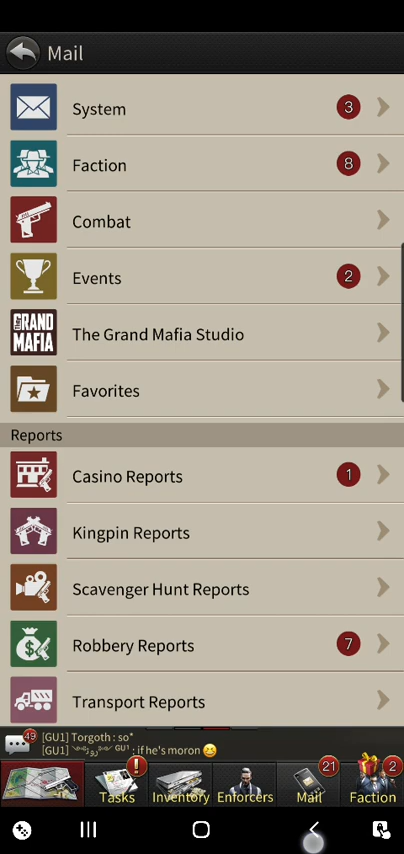 Mail
System
3
Faction
8
Combat
Events
2
THE GRAND MAFIA
The Grand Mafia Studio
Favorites
Reports
Casino Reports
1
Kingpin Reports
Scavenger Hunt Reports
Robbery Reports
7
Transport Reports
49
[GU1] Torgoth : so*
[GU1] GU1 : if he's moron 😆
!
21
2
Tasks
Inventory
Enforcers
Mail
Faction